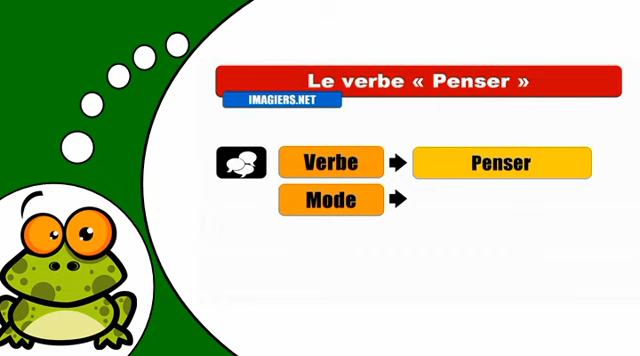 Le verbe « Penser »
IMAGIERS.NET
Verbe
Penser
Mode